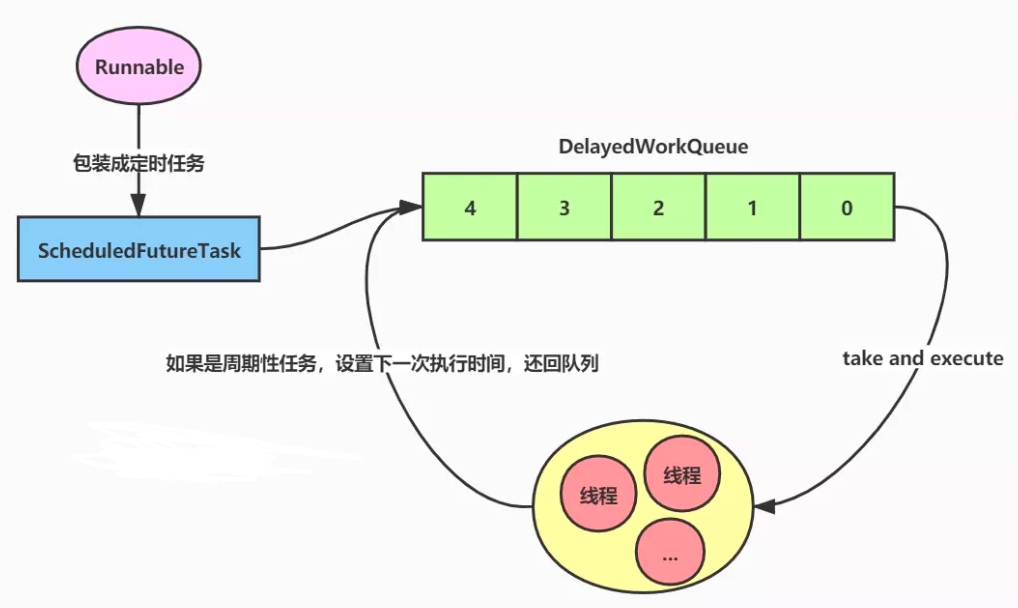 Runnable
包装成定时任务
DelayedWorkQueue
4 3 2 1 0
ScheduledFutureTask
如果是周期性任务，设置下一次执行时间，还回队列
take and execute
线程
线程
...